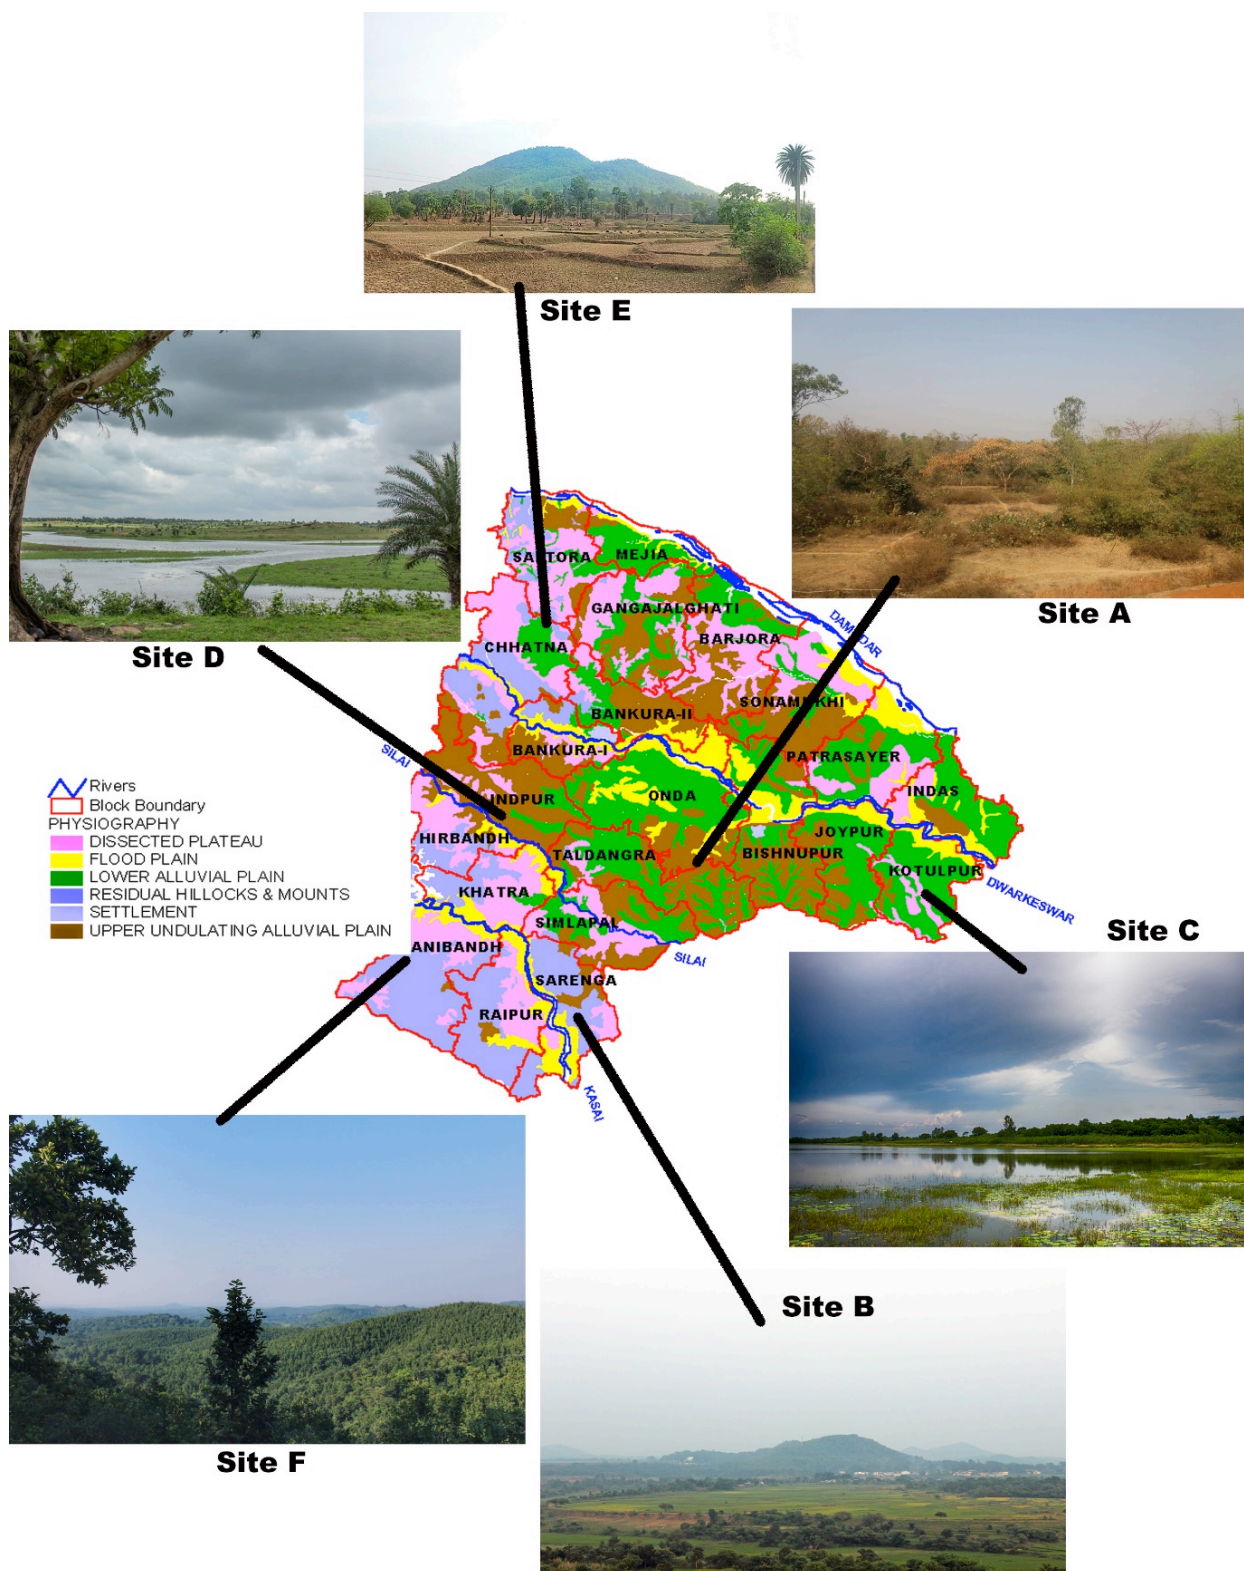 Site E
Site A
Site D
SALTORA
MEJIA
GANGAJALGHATI
DAMODAR
BARJORA
CHHATNA
SONAMUKHI
BANKURA-II
BANKURA-I
PATRASAYER
SILAI
INDPUR
ONDA
INDAS
Rivers
Block Boundary
PHYSIOGRAPHY
DISSECTED PLATEAU
FLOOD PLAIN
LOWER ALLUVIAL PLAIN
RESIDUAL HILLOCKS & MOUNTS
SETTLEMENT
UPPER UNDULATING ALLUVIAL PLAIN
HIRBANDH
JOYPUR
TALDANGRA
BISHNUPUR
KOTULPUR
KHATRA
DWARKESWAR
SIMLAPAL
Site C
ANIBANDH
SILAI
SARENGA
RAIPUR
KASAI
Site B
Site F